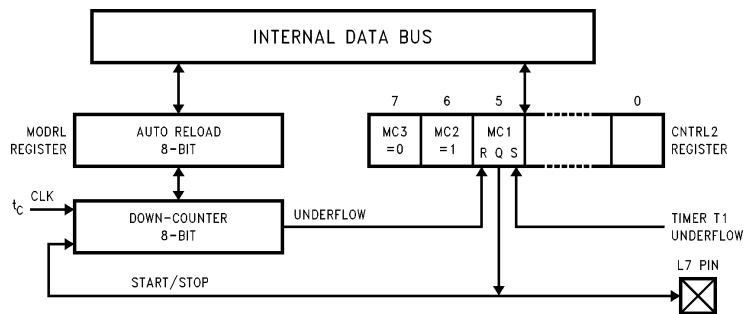 INTERNAL DATA BUS
7 6 5 0
MODRL
REGISTER
AUTO RELOAD
8-BIT
MC3
=0
MC2
=1
MC1
R Q S
CNTRL2
REGISTER
CLK
tC
DOWN-COUNTER
8-BIT
UNDERFLOW
TIMER T1
UNDERFLOW
START/STOP
L7 PIN